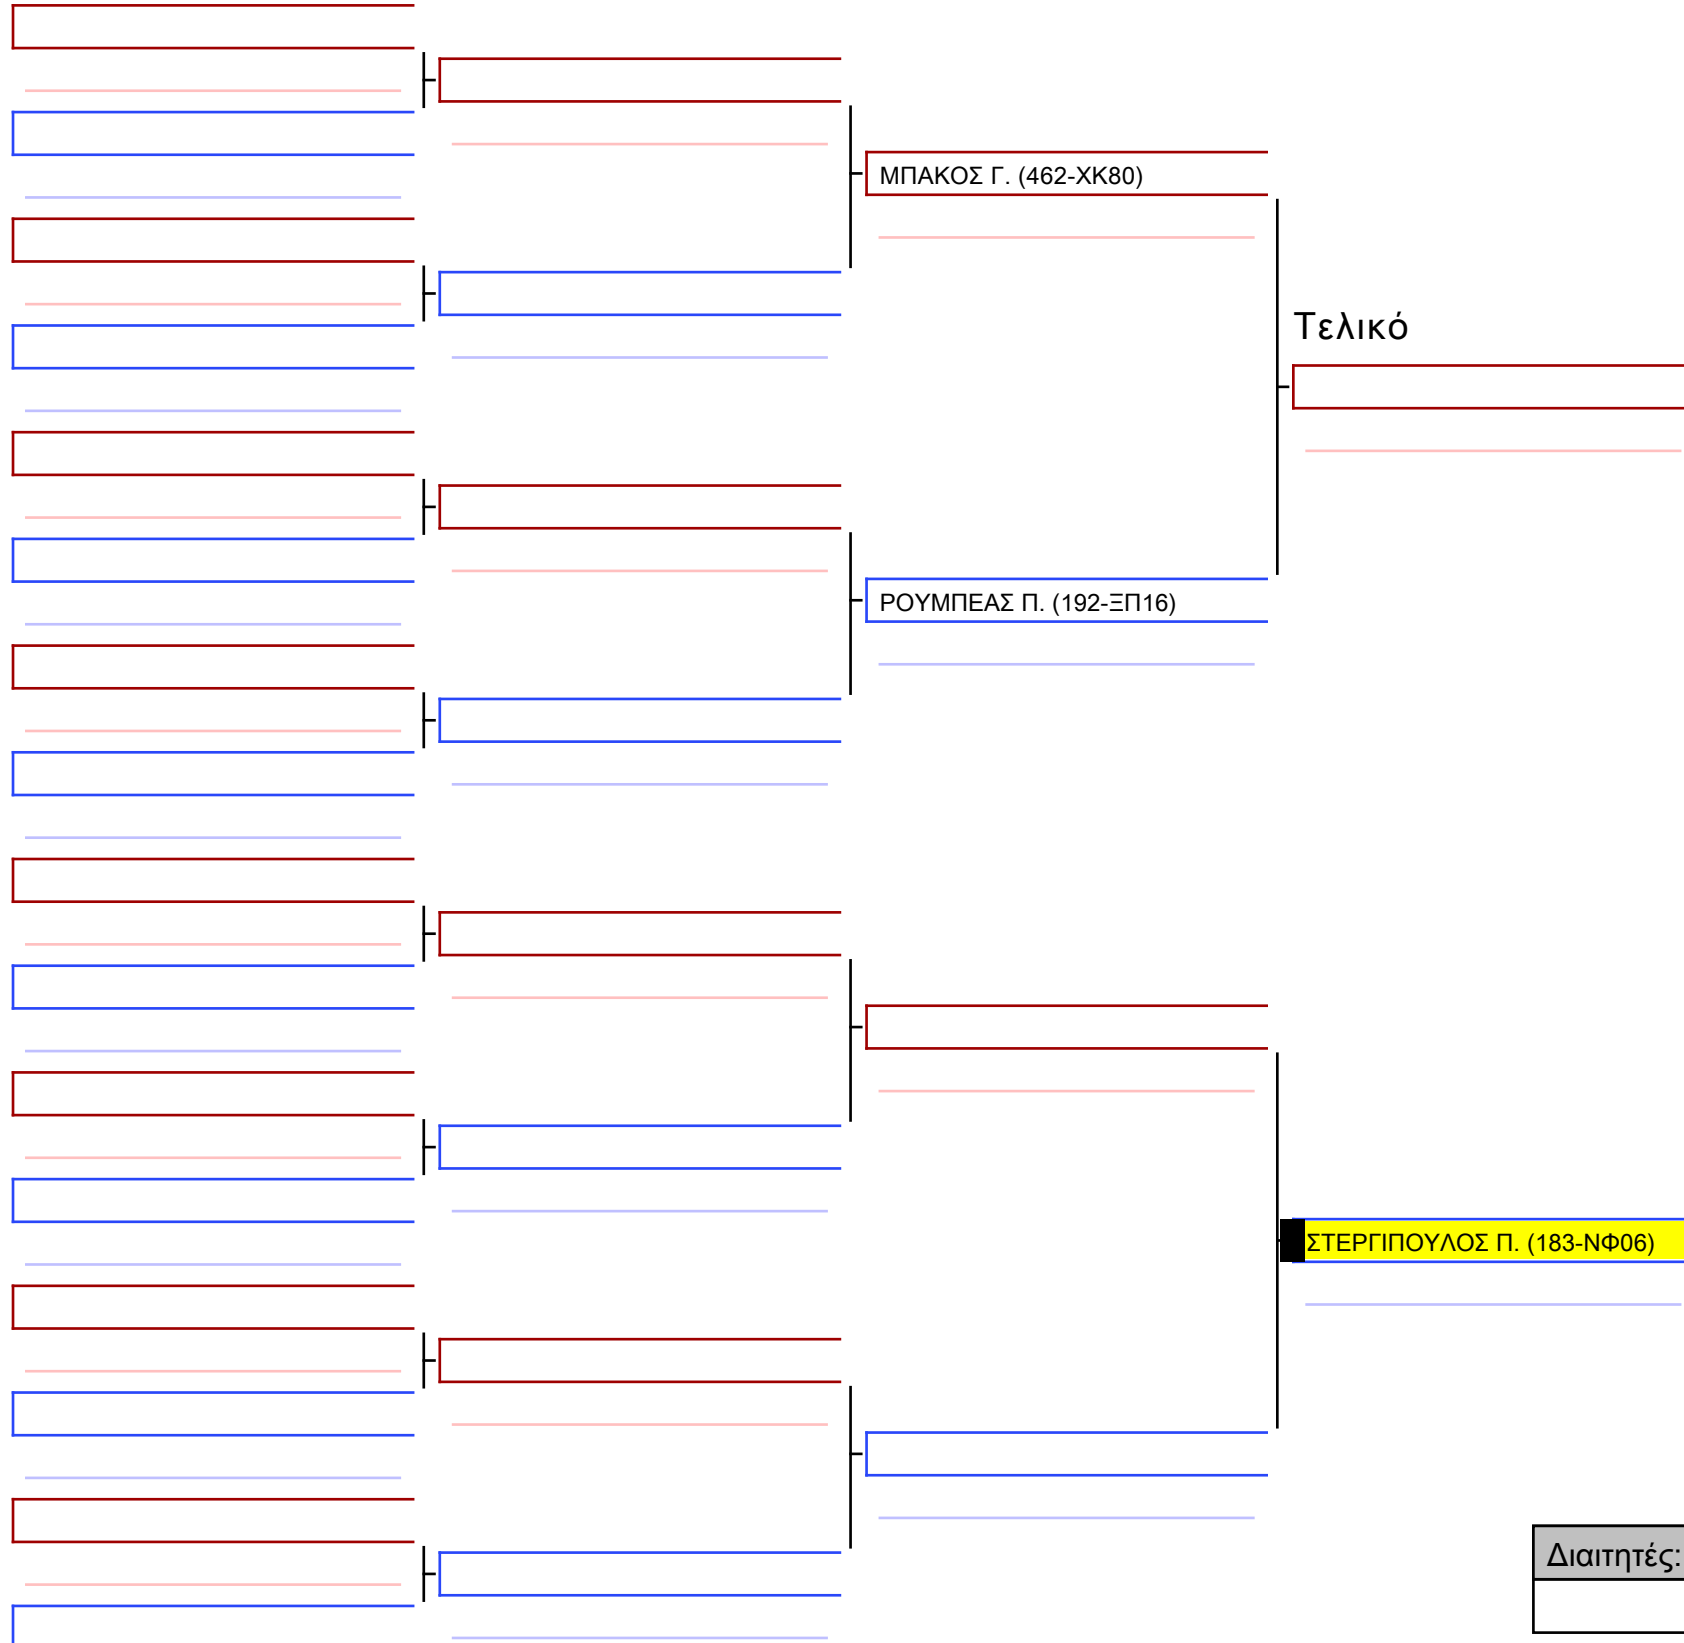 ΜΠΑΚΟΣ Γ. (462-ΧΚ80)
Τελικό
ΡΟΥΜΠΕΑΣ Π. (192-ΞΠ16)
ΣΤΕΡΓΙΠΟΥΛΟΣ Π. (183-ΝΦ06)
Διαιτητές: